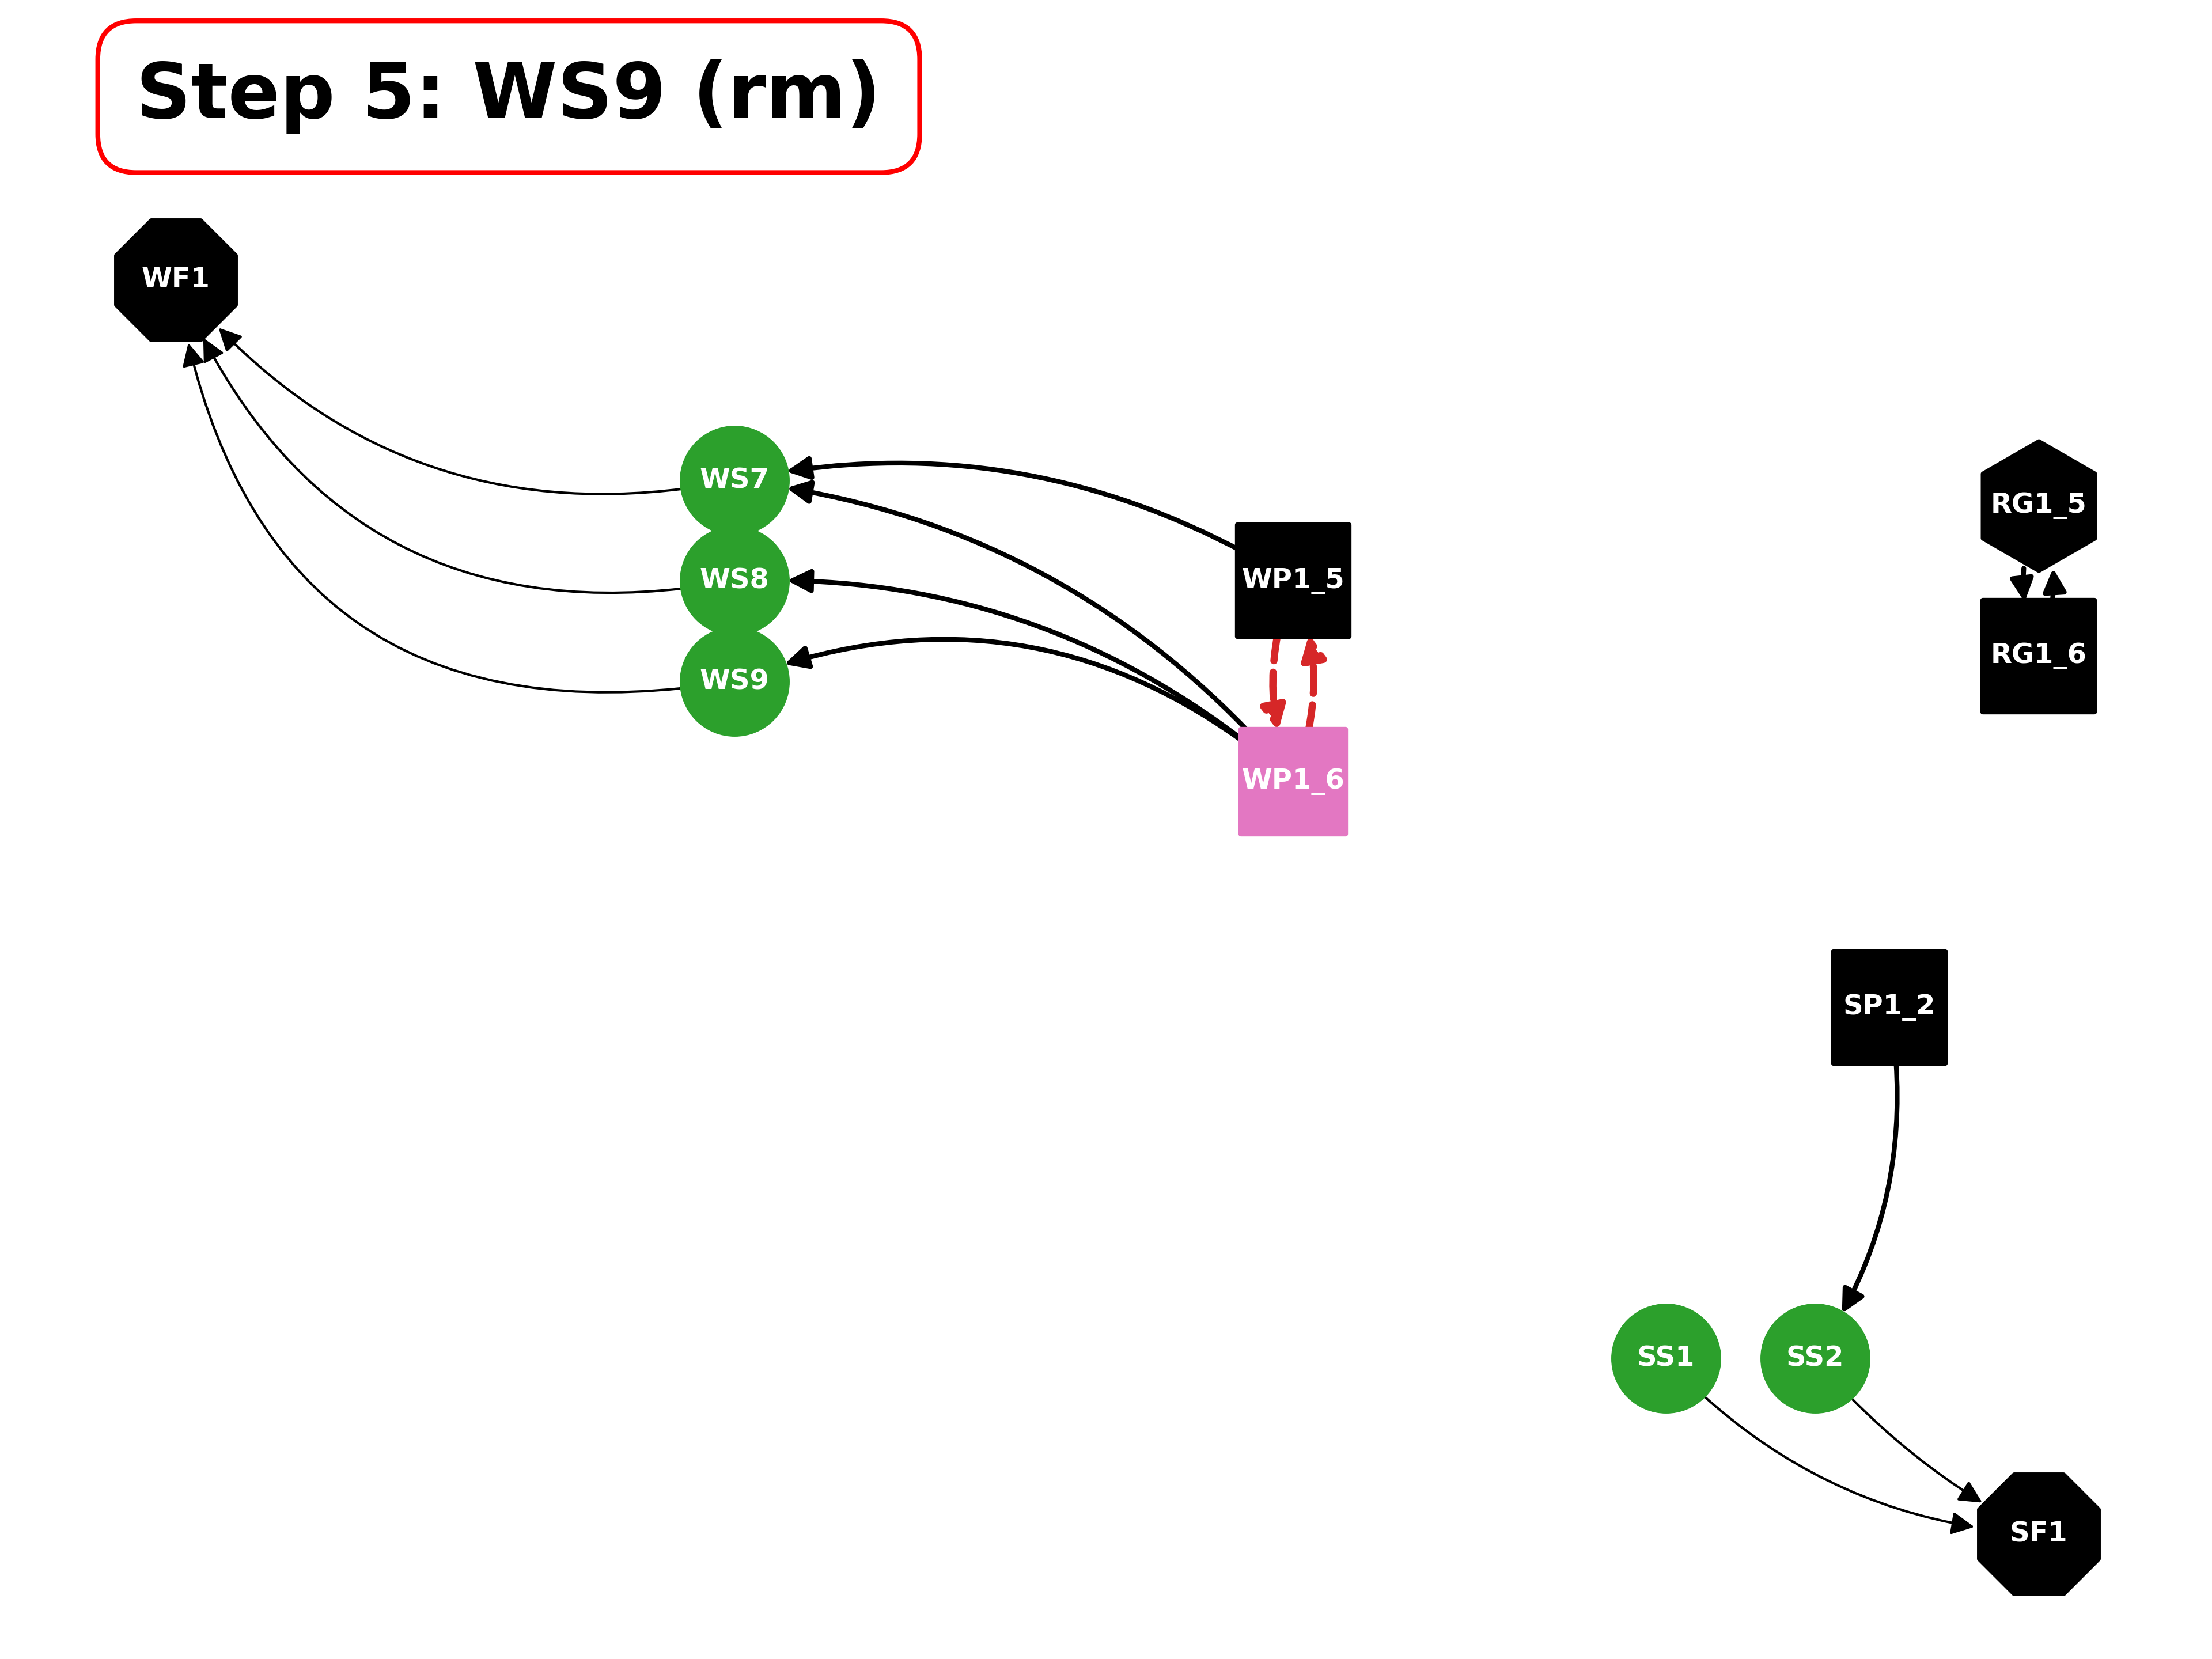 Step 5: WS9 (rm)
WF1
WS7
RG1_5
WS8
WP1_5
RG1_6
WS9
WP1_6
SP1_2
SS1
SS2
SF1